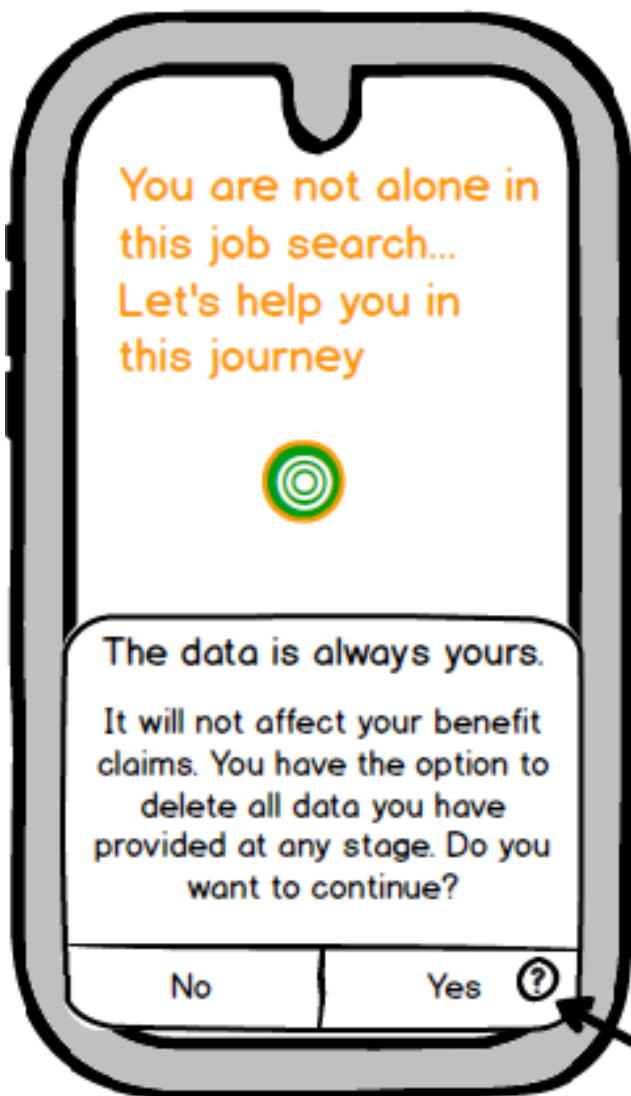 You are not alone in
this job search...
Let's help you in
this journey
The data is always yours.
It will not affect your benefit
claims. You have the option to
delete all data you have
provided at any stage. Do you
want to continue?
No
Yes ?